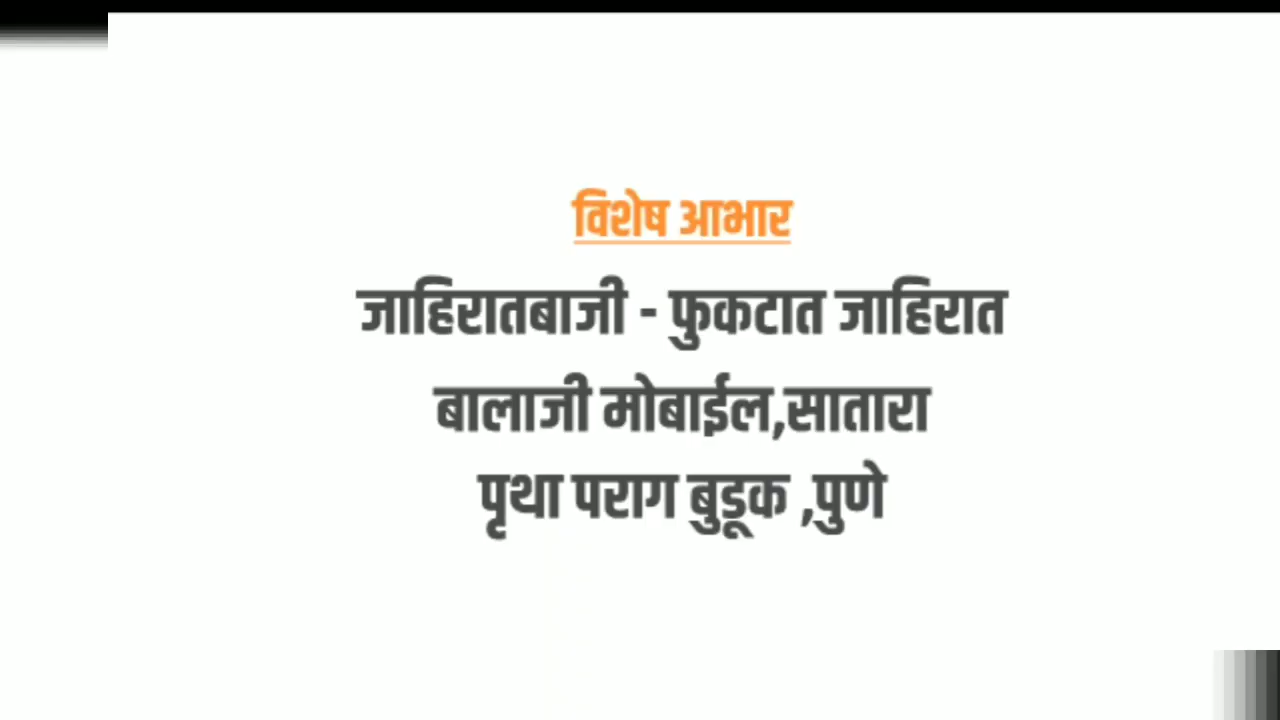 विशेष आभार
जाहिरातबाजी - फुकटात जाहिरात
बालाजी मोबाईल,सातारा
पृथा पराग बुडूक ,पुणे